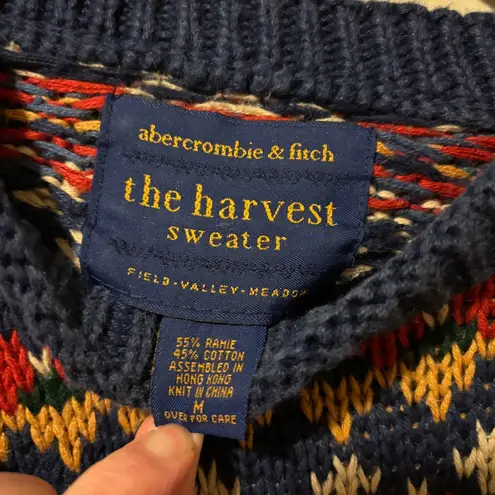 abercrombie & fitch
the harvest
sweater
FIELD-VALLEY-MEADOW
55% RAMIE
45% COTTON
ASSEMBLED IN
HONG KONG
KNIT IN CHINA
M
OVER FOR CARE